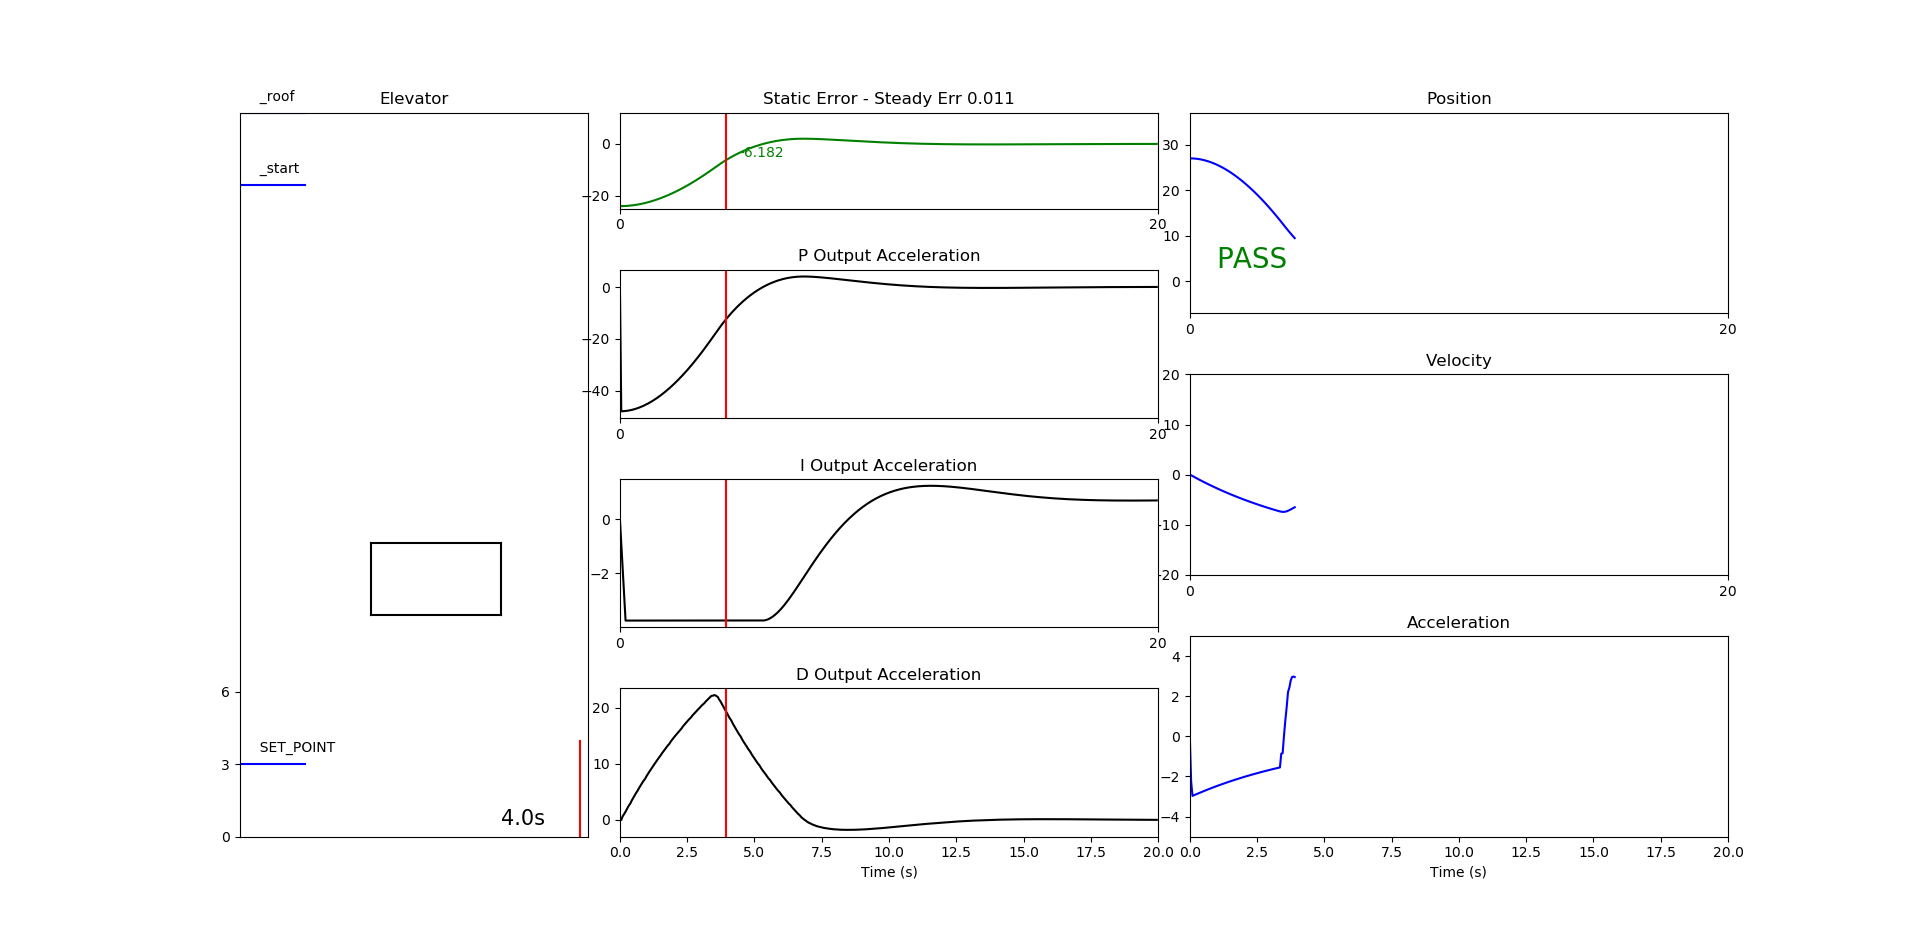 _roof
Elevator
_start
6
SET_POINT
3
4.0s
0
Static Error - Steady Err 0.011
0
−20
-6.182
0
20
P Output Acceleration
0
−20
−40
0
20
I Output Acceleration
0
−2
0
20
D Output Acceleration
20
10
0
0.0 2.5 5.0 7.5 10.0 12.5 15.0 17.5 20.0
Time (s)
Position
30
20
10
0
PASS
0
20
Velocity
20
10
0
−10
−20
0
20
Acceleration
4
2
0
−2
−4
0.0 2.5 5.0 7.5 10.0 12.5 15.0 17.5 20.0
Time (s)